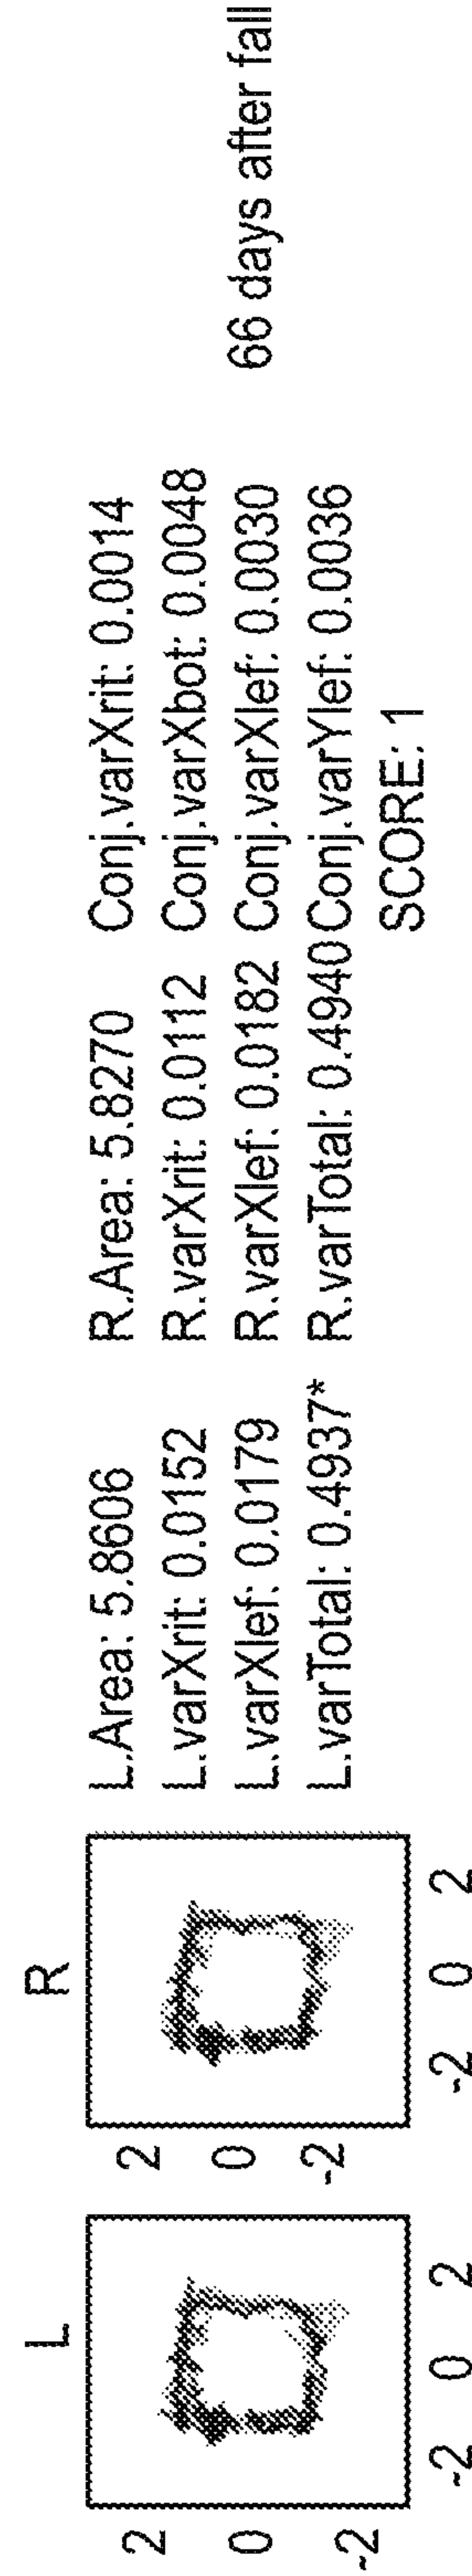 L
R
2
0
-2
-2 0 2
2
0
-2
-2 0 2
L.Area: 5.8606 R.Area: 5.8270 Conj.varXrit: 0.0014
L.varXrit: 0.0152 R.varXrit: 0.0112 Conj.varXbot: 0.0048
L.varXlef: 0.0179 R.varXlef: 0.0182 Conj.varXlef: 0.0030
L.varTotal: 0.4937* R.varTotal: 0.4940 Conj.varYlef: 0.0036
SCORE: 1
66 days after fall